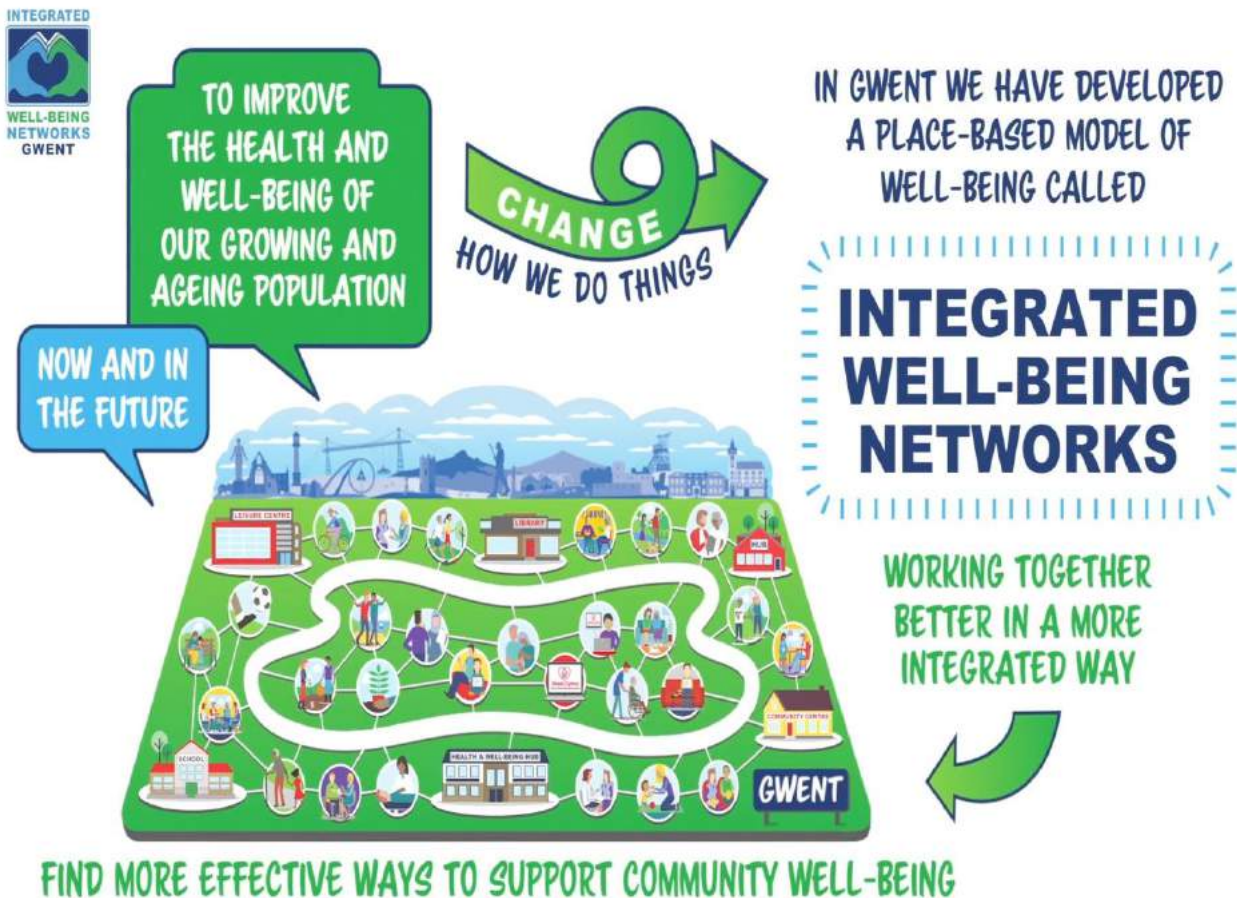 INTEGRATED
WELL-BEING
NETWORKS
GWENT
TO IMPROVE
THE HEALTH AND
WELL-BEING OF
OUR GROWING AND
AGEING POPULATION
NOW AND IN
THE FUTURE
CHANGE
HOW WE DO THINGS
IN GWENT WE HAVE DEVELOPED
A PLACE-BASED MODEL OF
WELL-BEING CALLED
INTEGRATED
WELL-BEING
NETWORKS
WORKING TOGETHER
BETTER IN A MORE
INTEGRATED WAY
LEISURE CENTRE
LIBRARY
HUB
COMMUNITY CENTRE
SCHOOL
HEALTH & WELL-BEING HUB
GWENT
FIND MORE EFFECTIVE WAYS TO SUPPORT COMMUNITY WELL-BEING